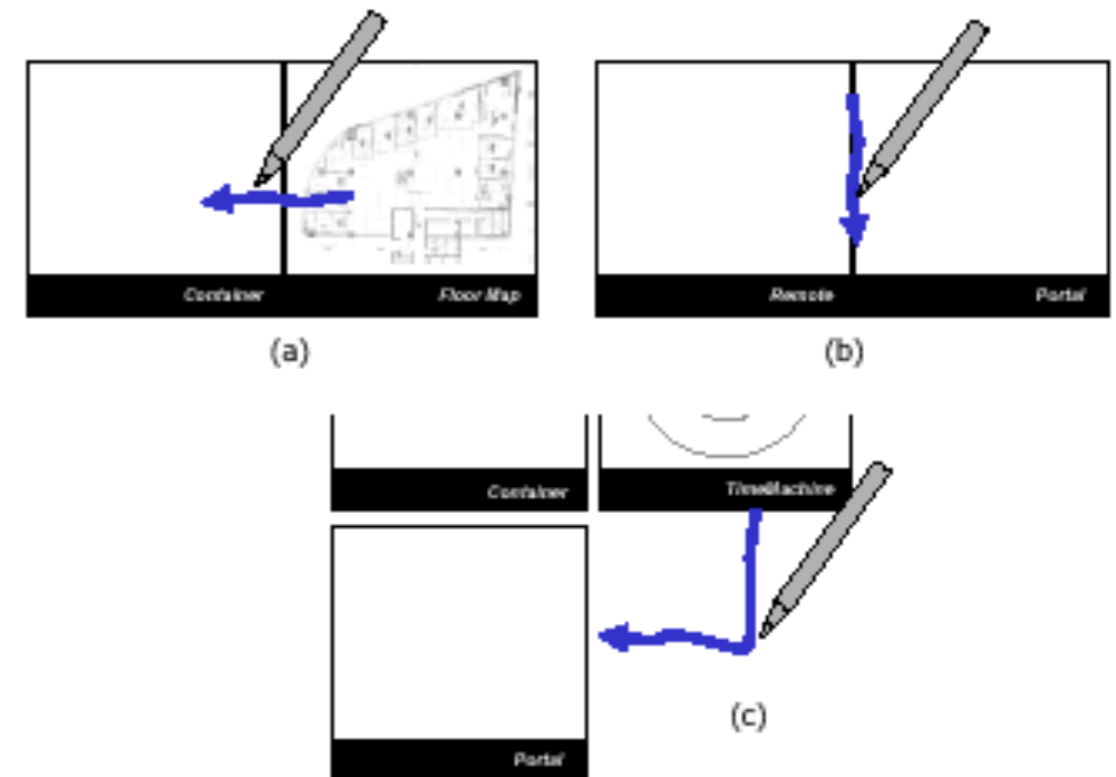 Container Floor Map
(a)
Remote Portal
(b)
Container TimeMachine
(c)
Portal